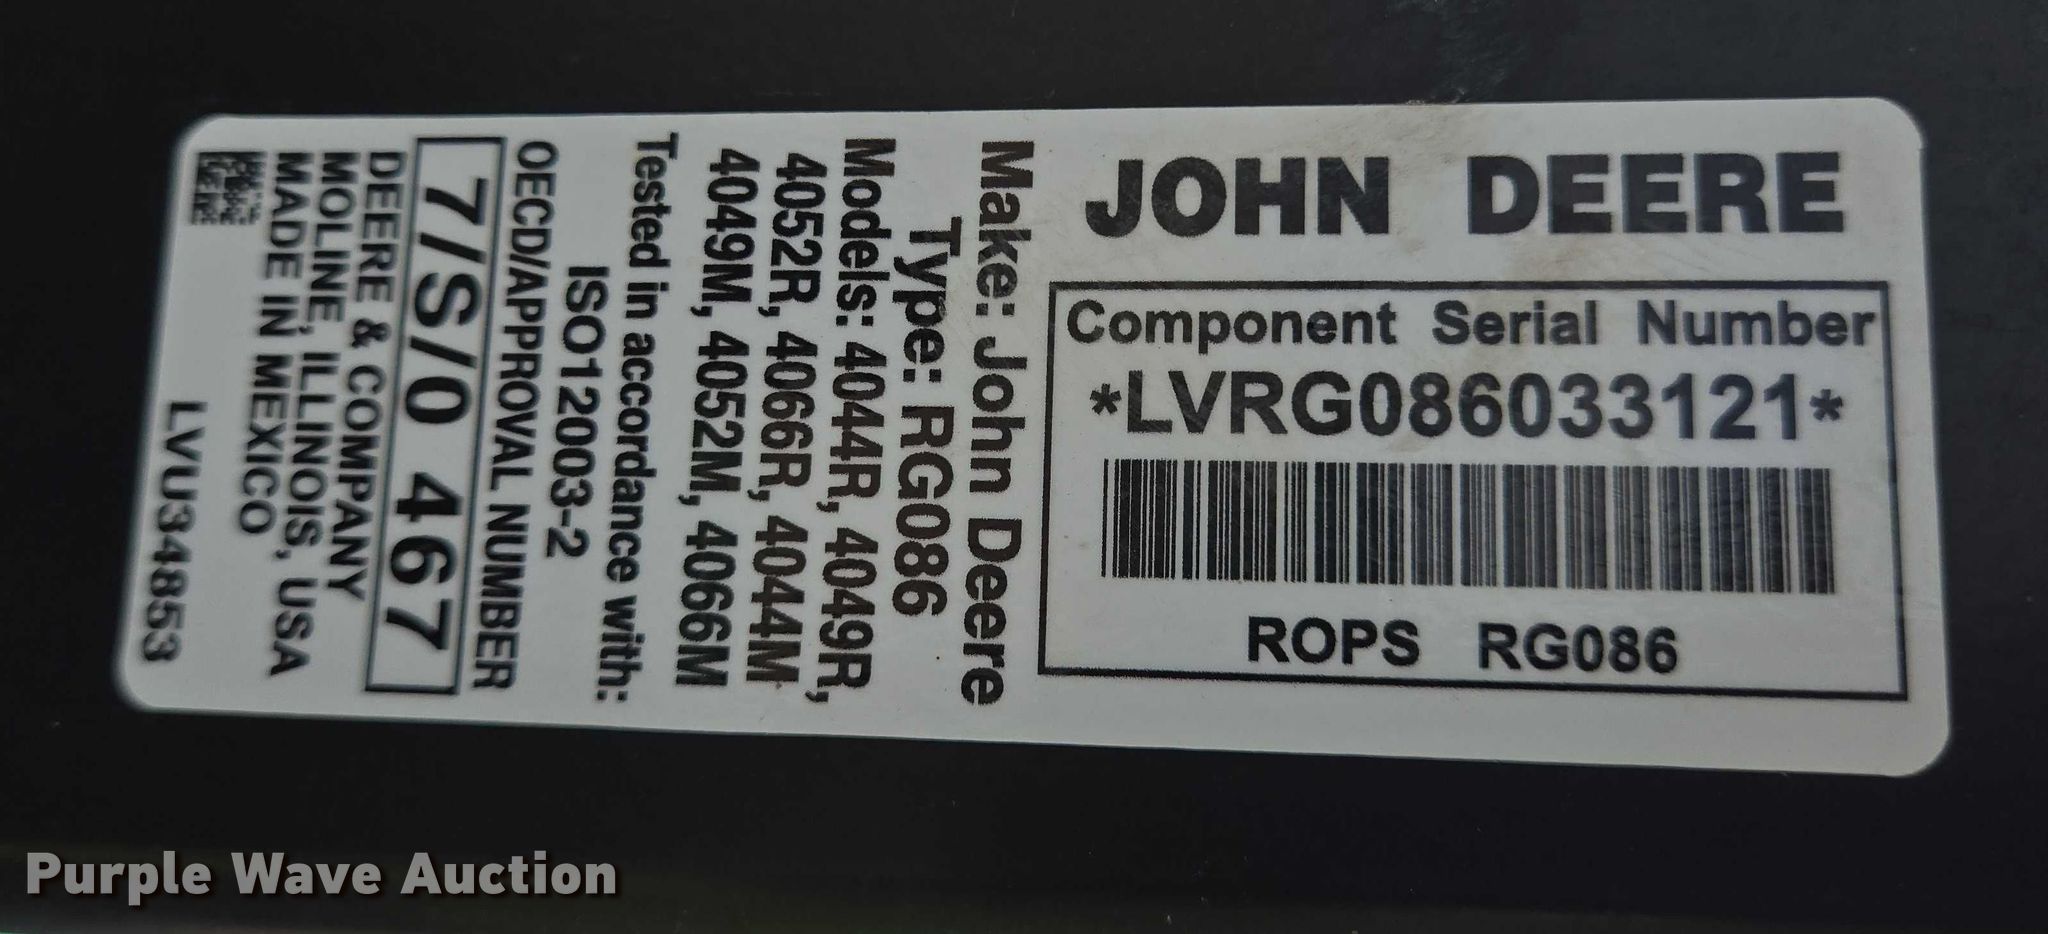 JOHN DEERE
Component Serial Number
*LVRG086033121*
ROPS RG086
Make: John Deere
Type: RG086
Models: 4044R, 4049R,
4052R, 4066R, 4044M
4049M, 4052M, 4066M
Tested in accordance with:
ISO12003-2
OECD/APPROVAL NUMBER
7/S/0 467
DEERE & COMPANY
MOLINE, ILLINOIS, USA
MADE IN MEXICO
LVU34853
Purple Wave Auction